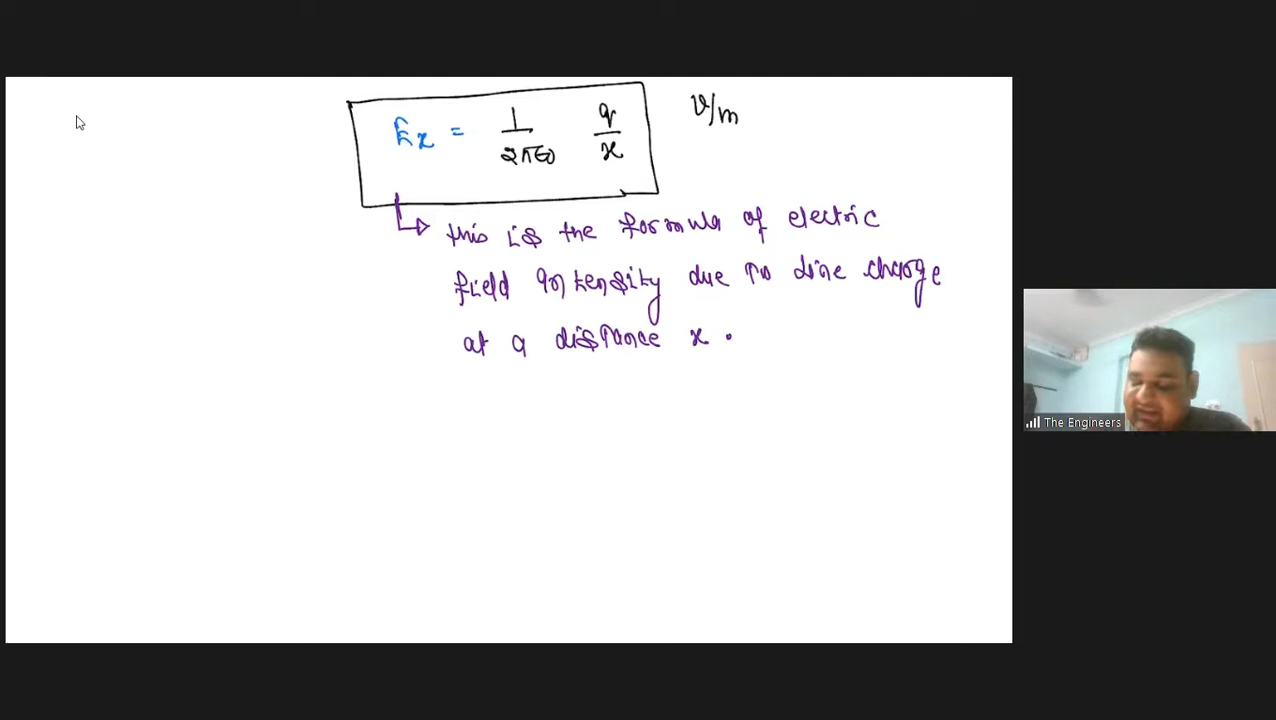 Ex = 1/2πε0 q/x V/m
this is the formula of electric
field intensity due to line charge
at a distance x.
The Engineers